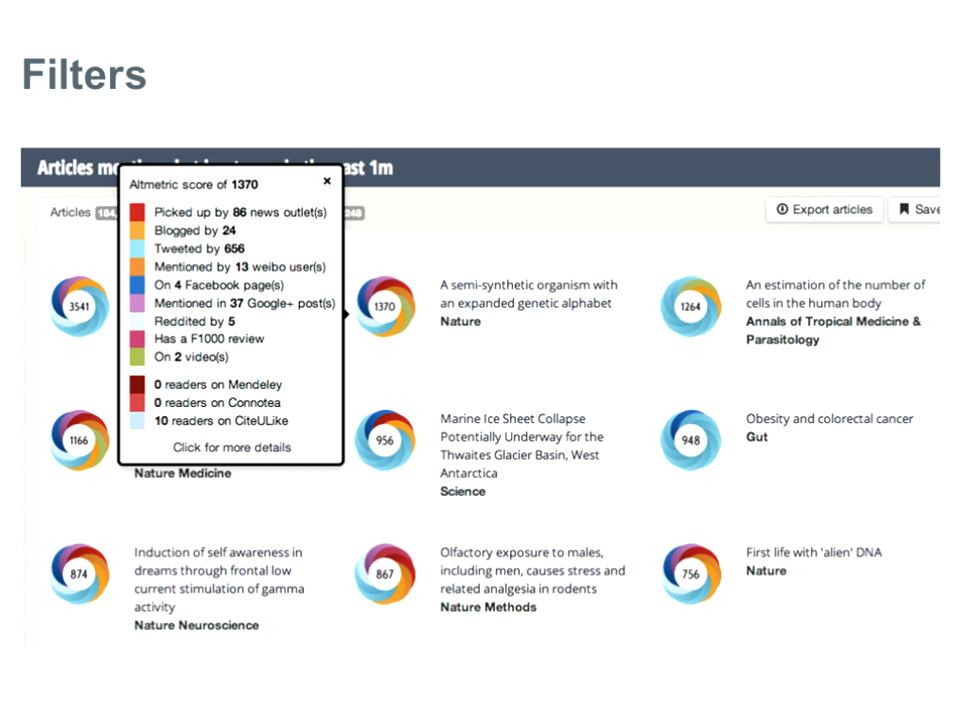 Filters
Articles ast 1m
Articles 248
Export articles
Save
Altmetric score of 1370 ×
Picked up by 86 news outlet(s)
Blogged by 24
Tweeted by 656
Mentioned by 13 weibo user(s)
On 4 Facebook page(s)
Mentioned in 37 Google+ post(s)
Reddited by 5
Has a F1000 review
On 2 video(s)
0 readers on Mendeley
0 readers on Connotea
10 readers on CiteULike
Click for more details
3541
1370
A semi-synthetic organism with
an expanded genetic alphabet
Nature
1264
An estimation of the number of
cells in the human body
Annals of Tropical Medicine &
Parasitology
1166
Nature Medicine
956
Marine Ice Sheet Collapse
Potentially Underway for the
Thwaites Glacier Basin, West
Antarctica
Science
948
Obesity and colorectal cancer
Gut
874
Induction of self awareness in
dreams through frontal low
current stimulation of gamma
activity
Nature Neuroscience
867
Olfactory exposure to males,
including men, causes stress and
related analgesia in rodents
Nature Methods
756
First life with 'alien' DNA
Nature